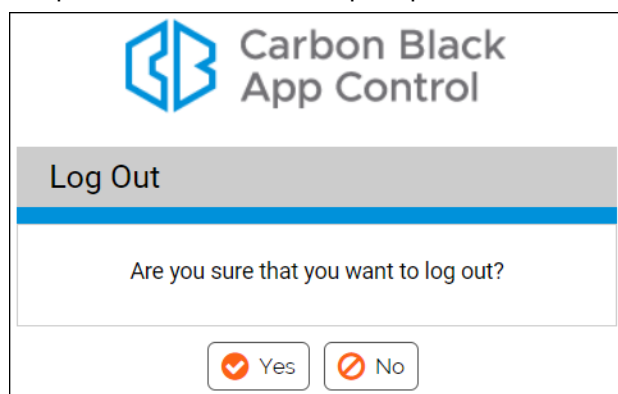 Carbon Black
App Control
Log Out
Are you sure that you want to log out?
Yes No